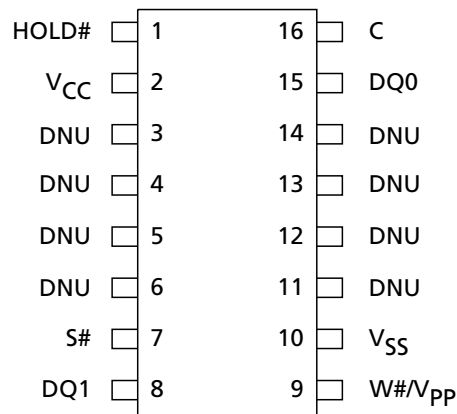 HOLD# 1 16 C
VCC 2 15 DQ0
DNU 3 14 DNU
DNU 4 13 DNU
DNU 5 12 DNU
DNU 6 11 DNU
S# 7 10 VSS
DQ1 8 9 W#/VPP